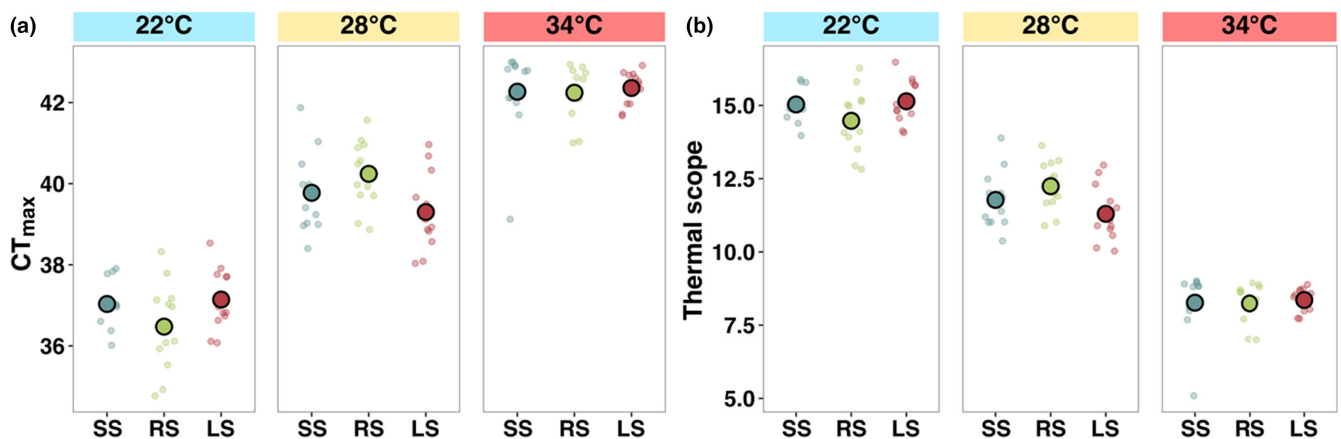 (a) 22°C 28°C 34°C
CTmax
42
40
38
36
SS RS LS SS RS LS SS RS LS
(b) 22°C 28°C 34°C
Thermal scope
15.0
12.5
10.0
7.5
5.0
SS RS LS SS RS LS SS RS LS